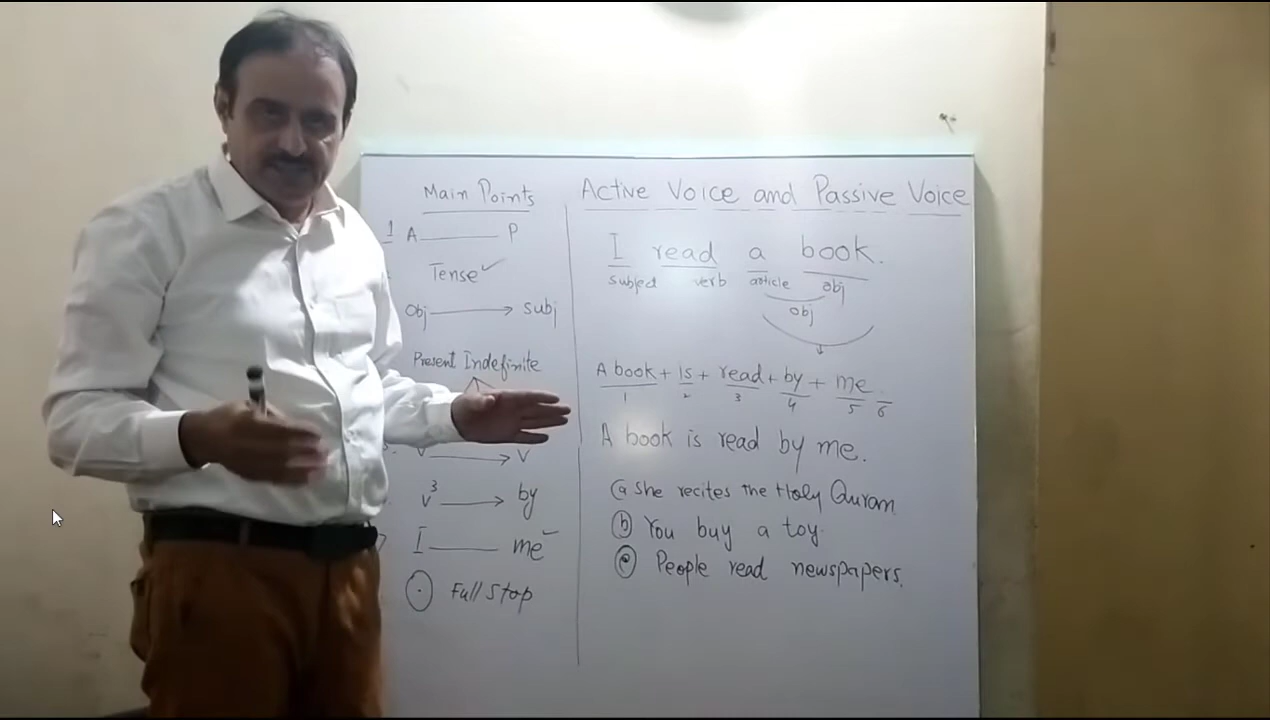 Main Points
1 A P
Tense ✓
Obj → subj
Present Indefinite
V → V
V³ → by
I me
Full Stop
Active Voice and Passive Voice
I read a book.
subject verb article obj
obj
A book + is + read + by + me
1 2 3 4 5 6
A book is read by me.
(a She recites the Holy Quran
(b) You buy a toy.
(c) People read newspapers.